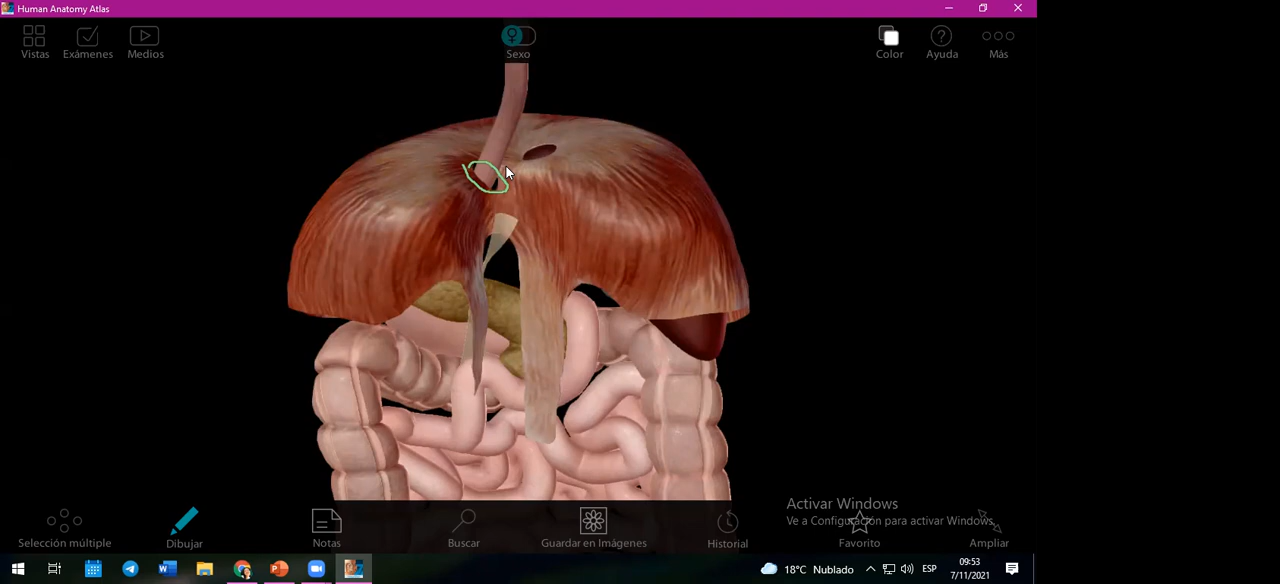 Human Anatomy Atlas
Vistas
Exámenes
Medios
Sexo
Color
Ayuda
Más
Activar Windows
Ve a Configuración para activar Windows.
Selección múltiple
Dibujar
Notas
Buscar
Guardar en Imágenes
Historial
Favorito
Ampliar
18°C Nublado
ESP
09:53
7/11/2021